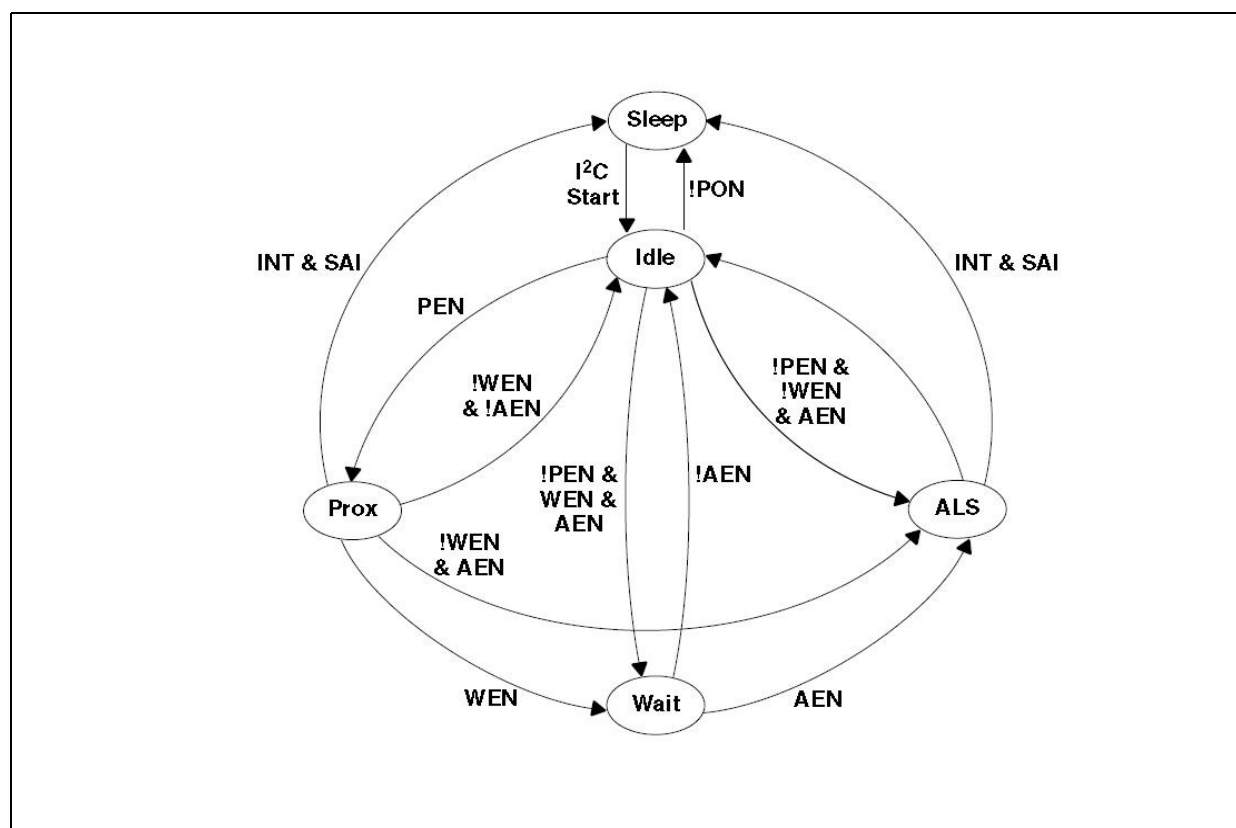 Sleep
I²C
Start
!PON
Idle
INT & SAI
INT & SAI
PEN
!WEN
& !AEN
!PEN &
!WEN
& AEN
!PEN &
WEN &
AEN
!AEN
Prox
ALS
!WEN
& AEN
WEN
Wait
AEN